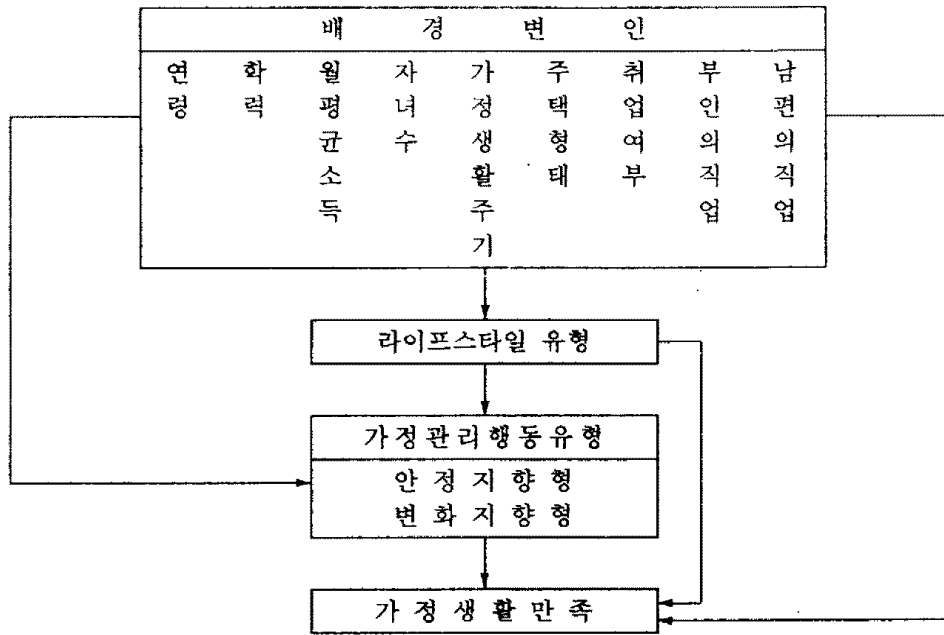 배 경 변 인
연령
학력
월평균소득
자녀수
가정생활주기
주택형태
취업여부
부인의직업
남편의직업
라이프스타일 유형
가정관리행동유형
안 정 지 향 형
변 화 지 향 형
가 정 생 활 만 족